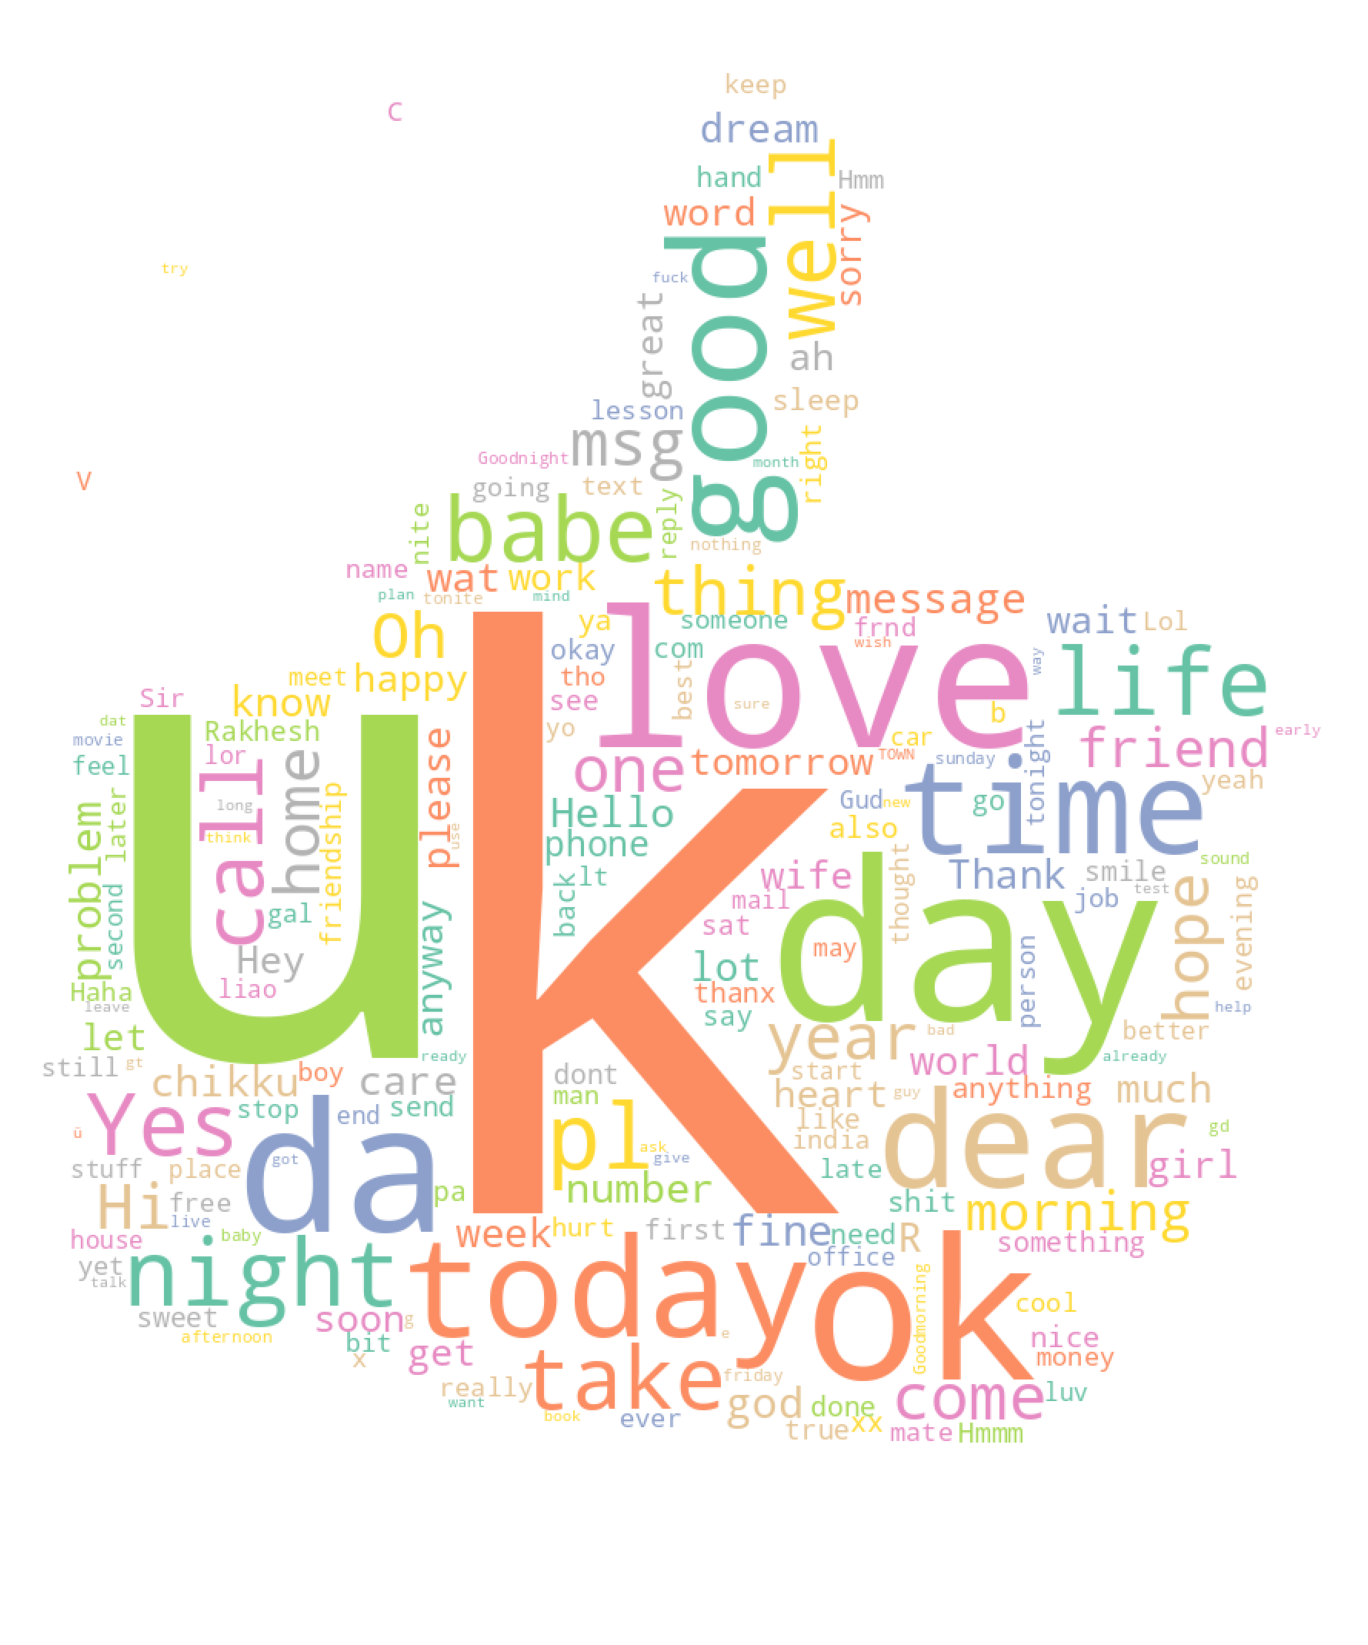 keep
C
dream
well
hand
Hmm
word
sorry
good
try
fuck
great
ah
sleep
lesson
msg
right
Goodnight
month
V
going
text
babe
reply
nite
nothing
name
wat
work
thing
message
plan
tonite
mind
k
love
Oh
ya
someone
frnd
wait
Lol
okay
com
wish
way
life
meet
happy
tho
best
Sir
know
see
sure
b
u
dat
Rakhesh
yo
car
friend
early
movie
lor
please
TOWN
feel
call
home
one
tomorrow
sunday
tonight
time
yeah
problem
later
long
friendship
Hello
Gud
new
go
think
use
phone
also
day
thought
sound
second
gal
back
lt
wife
Thank
smile
hope
mail
job
test
evening
anyway
sat
Hey
lot
may
person
Haha
liao
thanx
leave
say
help
let
year
bad
better
still
gt
ready
world
already
chikku
boy
care
dont
start
anything
much
Yes
stop
da
end
send
man
heart
guy
dear
ü
pl
ask
like
india
gd
stuff
place
got
give
late
girl
Hi
free
pa
number
shit
morning
live
week
hurt
first
fine
need
R
house
baby
something
yet
night
today
office
ok
talk
sweet
soon
g
Goodmorning
cool
afternoon
bit
e
nice
x
get
take
money
really
friday
want
god
done
come
luv
book
ever
true
xx
mate
Hmmm